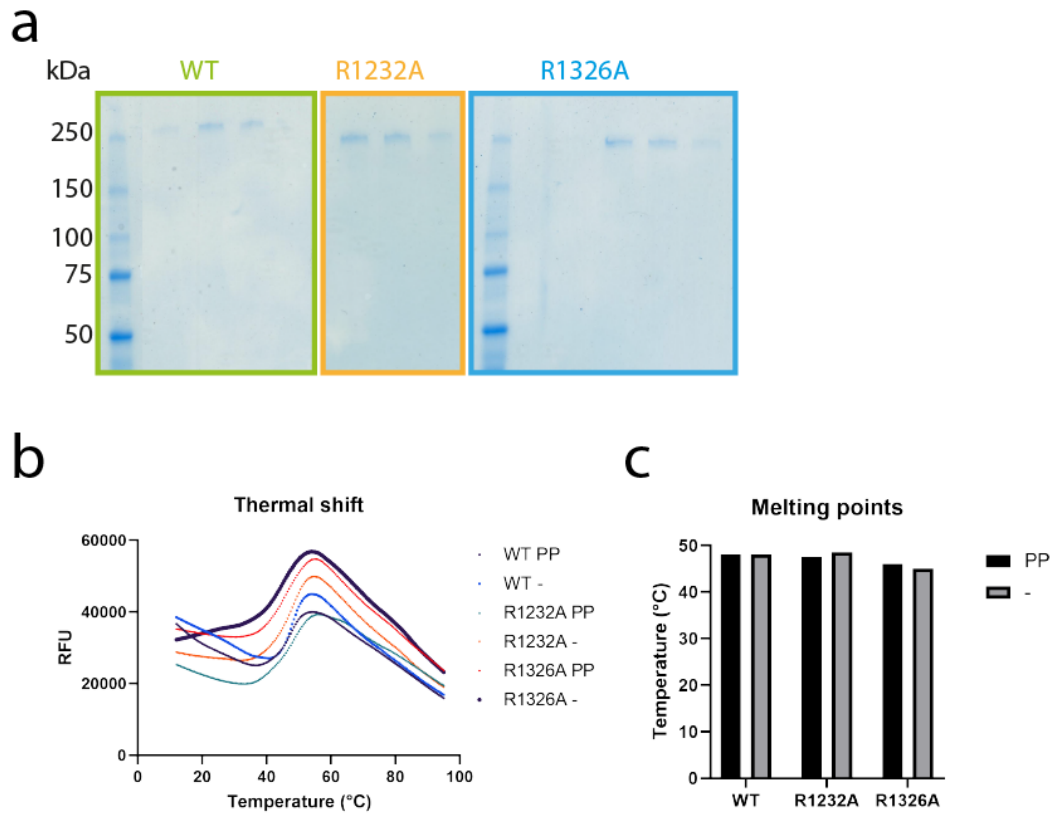 a
kDa WT R1232A R1326A
250
150
100
75
50
b
Thermal shift
60000
40000
20000
0
RFU
0 20 40 60 80 100
Temperature (°C)
WT PP
WT -
R1232A PP
R1232A -
R1326A PP
R1326A -
c
Melting points
50
40
30
20
10
0
Temperature (°C)
WT R1232A R1326A
PP
-